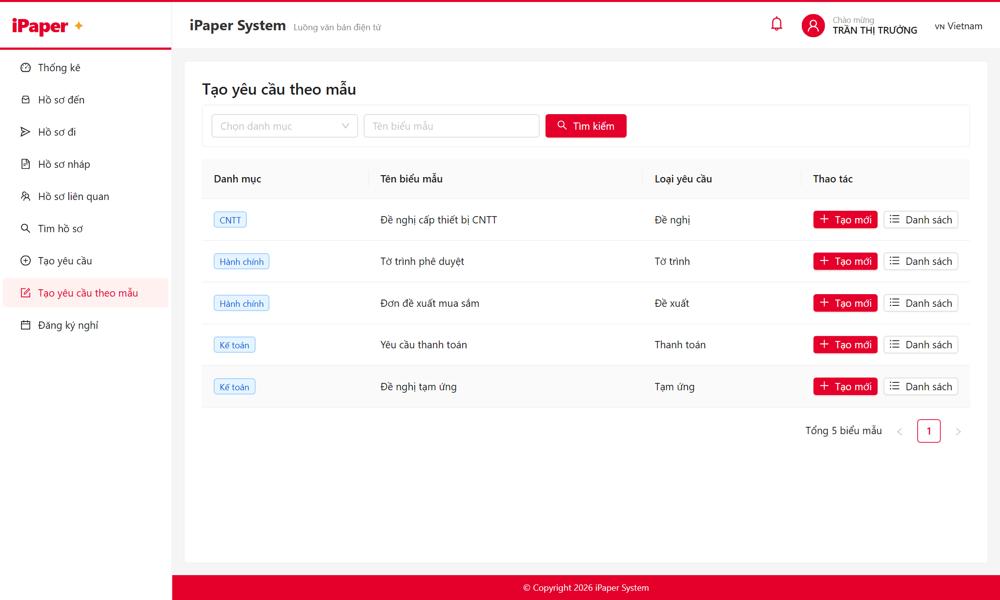 iPaper
iPaper System Luồng văn bản điện tử
Chào mừng
TRẦN THỊ TRƯỞNG
VN Vietnam
Thống kê
Hồ sơ đến
Hồ sơ đi
Hồ sơ nháp
Hồ sơ liên quan
Tìm hồ sơ
Tạo yêu cầu
Tạo yêu cầu theo mẫu
Đăng ký nghỉ
Tạo yêu cầu theo mẫu
Chọn danh mục Tên biểu mẫu Tìm kiếm
Danh mục Tên biểu mẫu Loại yêu cầu Thao tác
CNTT Đề nghị cấp thiết bị CNTT Đề nghị Tạo mới Danh sách
Hành chính Tờ trình phê duyệt Tờ trình Tạo mới Danh sách
Hành chính Đơn đề xuất mua sắm Đề xuất Tạo mới Danh sách
Kế toán Yêu cầu thanh toán Thanh toán Tạo mới Danh sách
Kế toán Đề nghị tạm ứng Tạm ứng Tạo mới Danh sách
Tổng 5 biểu mẫu 1
© Copyright 2026 iPaper System